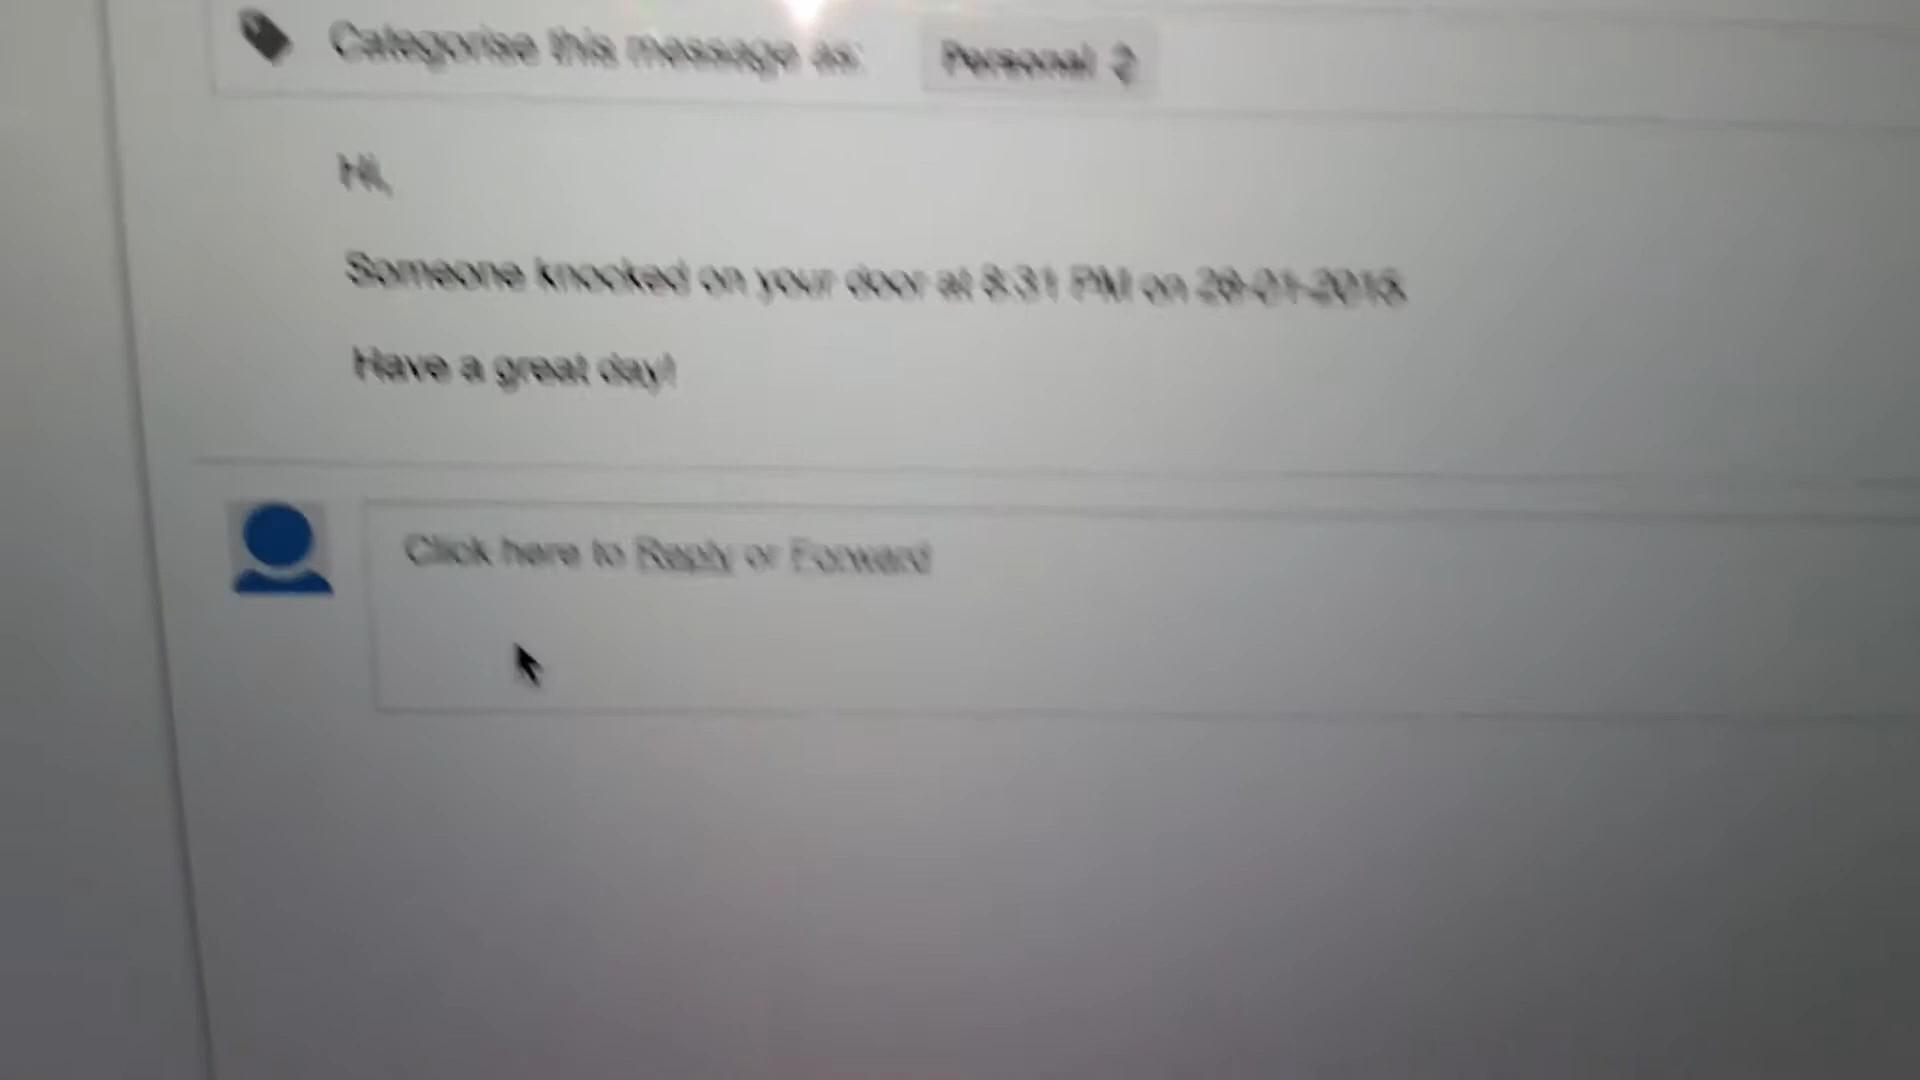 Categorise this message as: Personal
Hi,
Someone knocked on your door at 8:31 PM on
Have a great day!
Click here to Reply or Forward